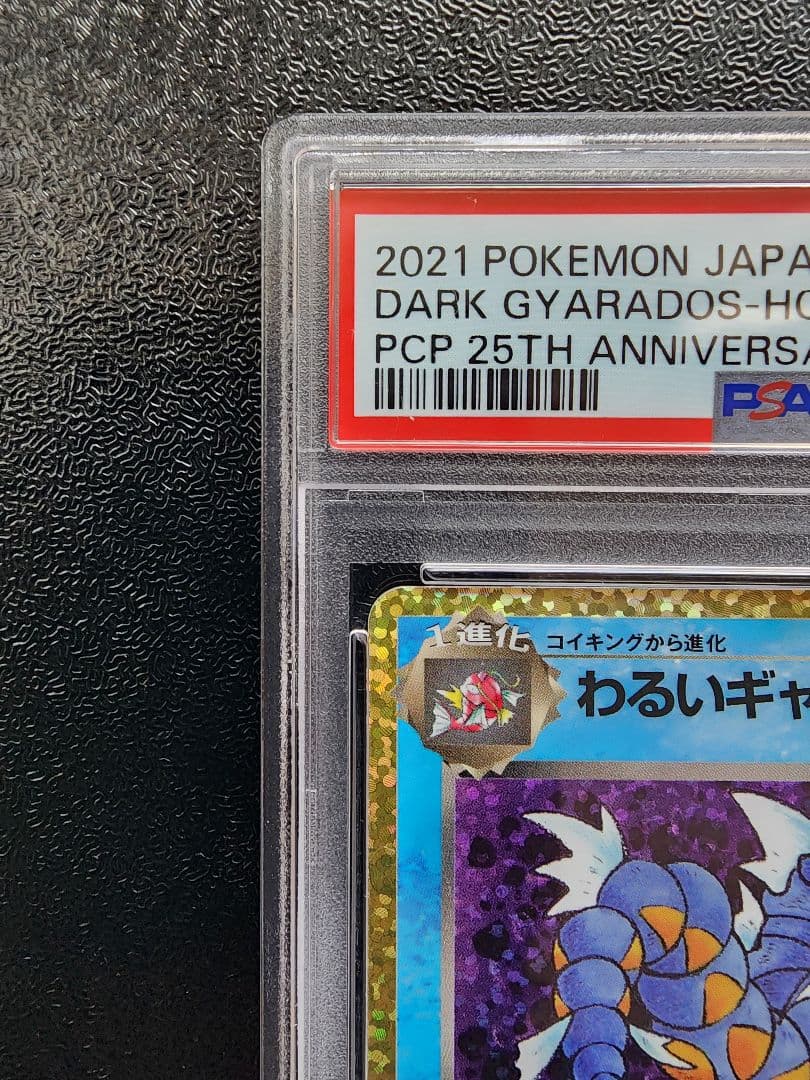 2021 POKEMON JAPA
DARK GYARADOS-HO
PCP 25TH ANNIVERSA
PSA
1進化 コイキングから進化
わるいギャ